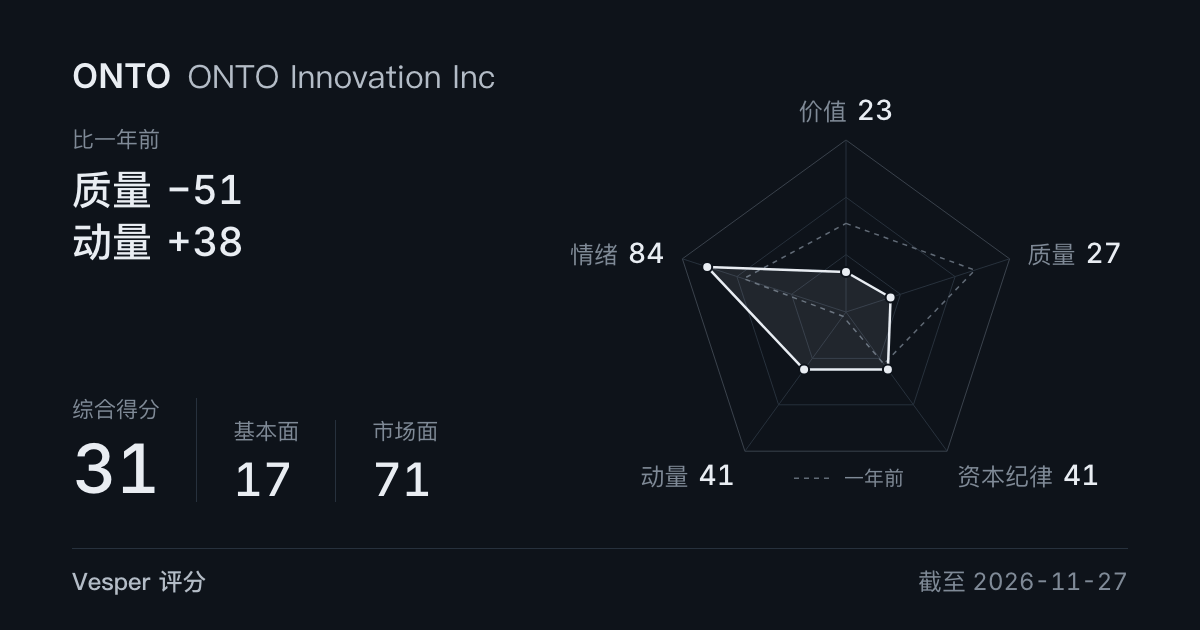 ONTO ONTO Innovation Inc
比一年前
质量 −51
动量 +38
价值 23
情绪 84
质量 27
动量 41
一年前
资本纪律 41
综合得分
31
基本面
17
市场面
71
Vesper 评分
截至 2026-11-27